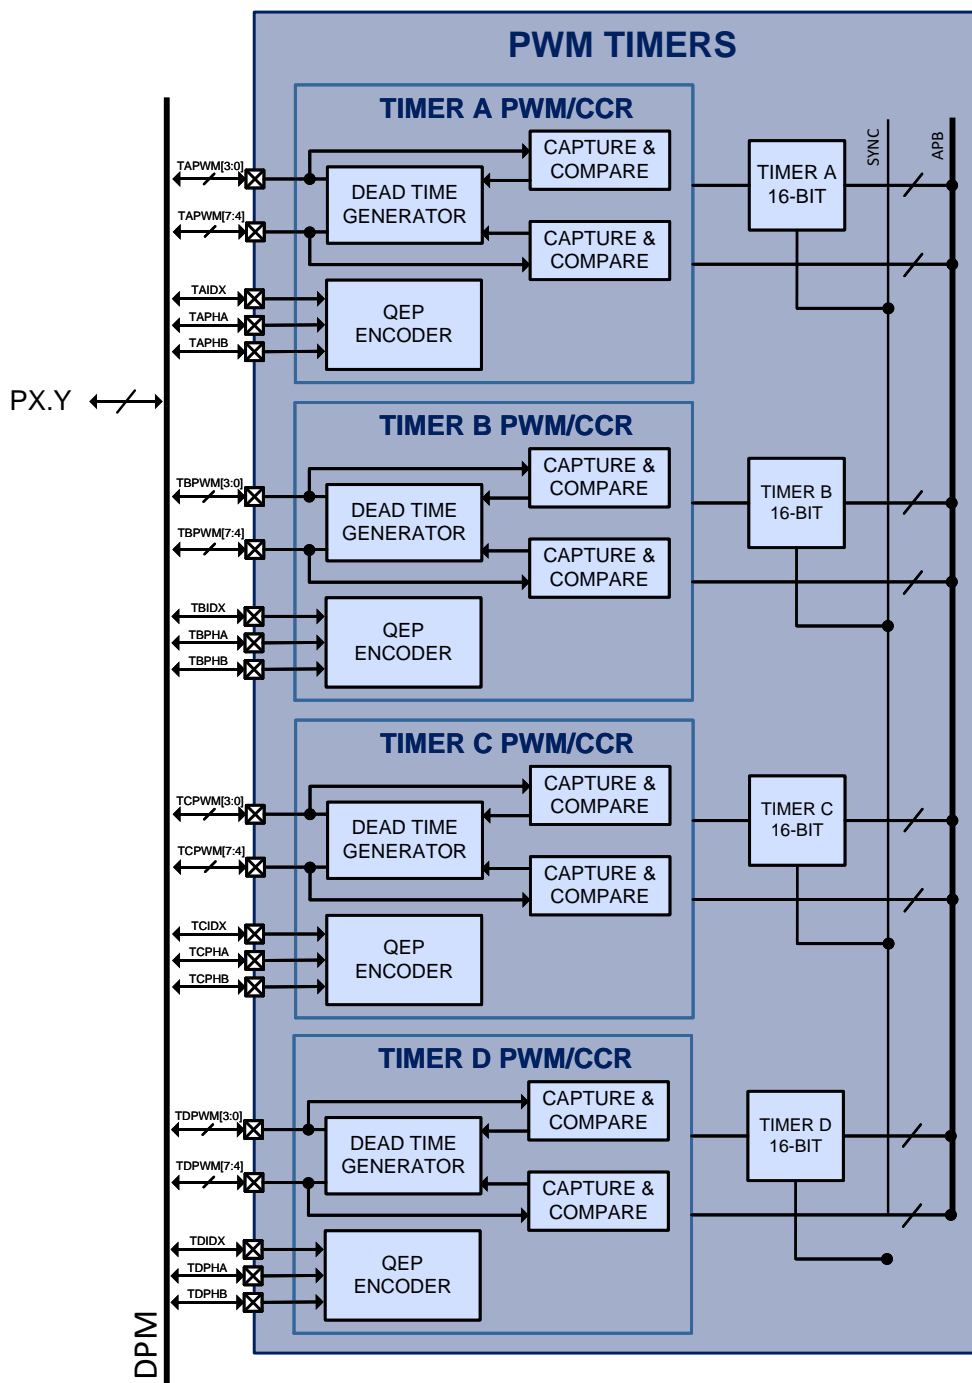 PWM TIMERS
SYNC
APB
TIMER A PWM/CCR
TAPWM[3:0]
TAPWM[7:4]
CAPTURE &
COMPARE
DEAD TIME
GENERATOR
CAPTURE &
COMPARE
TIMER A
16-BIT
TAIDX
TAPHA
TAPHB
QEP
ENCODER
PX.Y
TIMER B PWM/CCR
TBPWM[3:0]
TBPWM[7:4]
CAPTURE &
COMPARE
DEAD TIME
GENERATOR
CAPTURE &
COMPARE
TIMER B
16-BIT
TBIDX
TBPHA
TBPHB
QEP
ENCODER
TIMER C PWM/CCR
TCPWM[3:0]
TCPWM[7:4]
CAPTURE &
COMPARE
DEAD TIME
GENERATOR
CAPTURE &
COMPARE
TIMER C
16-BIT
TCIDX
TCPHA
TCPHB
QEP
ENCODER
TIMER D PWM/CCR
TDPWM[3:0]
TDPWM[7:4]
CAPTURE &
COMPARE
DEAD TIME
GENERATOR
CAPTURE &
COMPARE
TIMER D
16-BIT
TDIDX
TDPHA
TDPHB
QEP
ENCODER
DPM